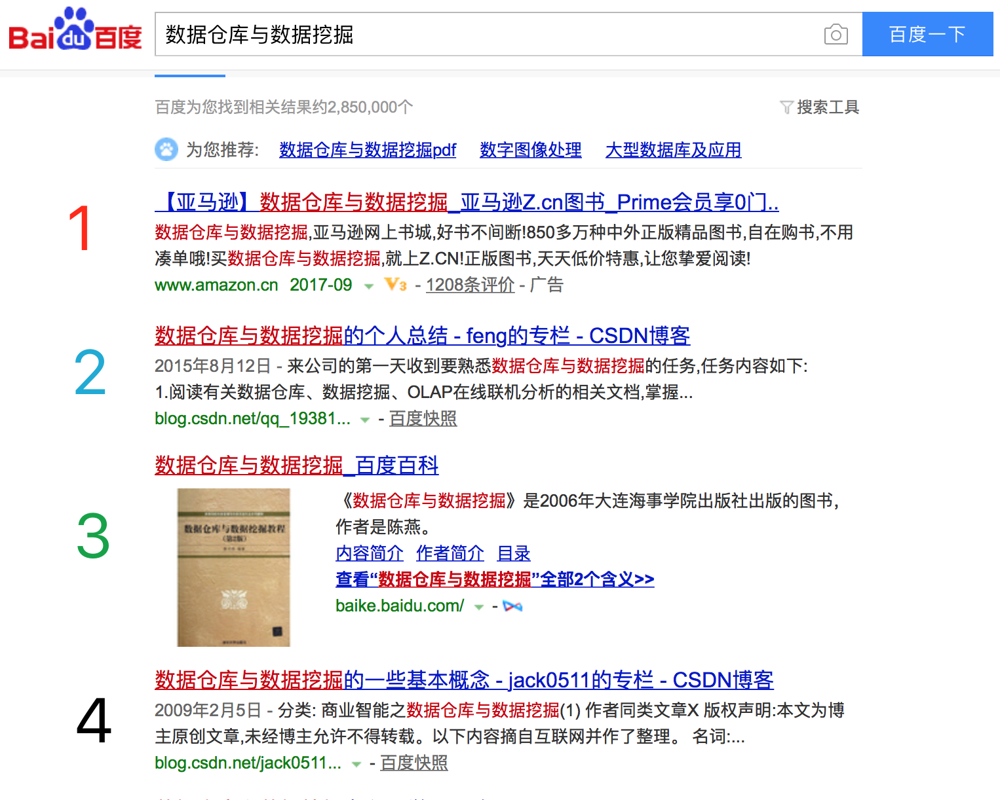 Bai du 百度
数据仓库与数据挖掘
百度一下
百度为您找到相关结果约2,850,000个
搜索工具
为您推荐: 数据仓库与数据挖掘pdf 数字图像处理 大型数据库及应用
1
【亚马逊】数据仓库与数据挖掘_亚马逊Z.cn图书_Prime会员享0门..
数据仓库与数据挖掘,亚马逊网上书城,好书不间断!850多万种中外正版精品图书,自在购书,不用
凑单哦!买数据仓库与数据挖掘,就上Z.CN!正版图书,天天低价特惠,让您挚爱阅读!
www.amazon.cn 2017-09 V3 - 1208条评价 - 广告
2
数据仓库与数据挖掘的个人总结 - feng的专栏 - CSDN博客
2015年8月12日 - 来公司的第一天收到要熟悉数据仓库与数据挖掘的任务,任务内容如下:
1.阅读有关数据仓库、数据挖掘、OLAP在线联机分析的相关文档,掌握...
blog.csdn.net/qq_19381... - 百度快照
3
数据仓库与数据挖掘_百度百科
数据仓库与数据挖掘教程
(第2版)
《数据仓库与数据挖掘》是2006年大连海事学院出版社出版的图书,
作者是陈燕。
内容简介 作者简介 目录
查看“数据仓库与数据挖掘”全部2个含义>>
baike.baidu.com/ -
4
数据仓库与数据挖掘的一些基本概念 - jack0511的专栏 - CSDN博客
2009年2月5日 - 分类: 商业智能之数据仓库与数据挖掘(1) 作者同类文章X 版权声明:本文为博
主原创文章,未经博主允许不得转载。以下内容摘自互联网并作了整理。 名词:...
blog.csdn.net/jack0511... - 百度快照